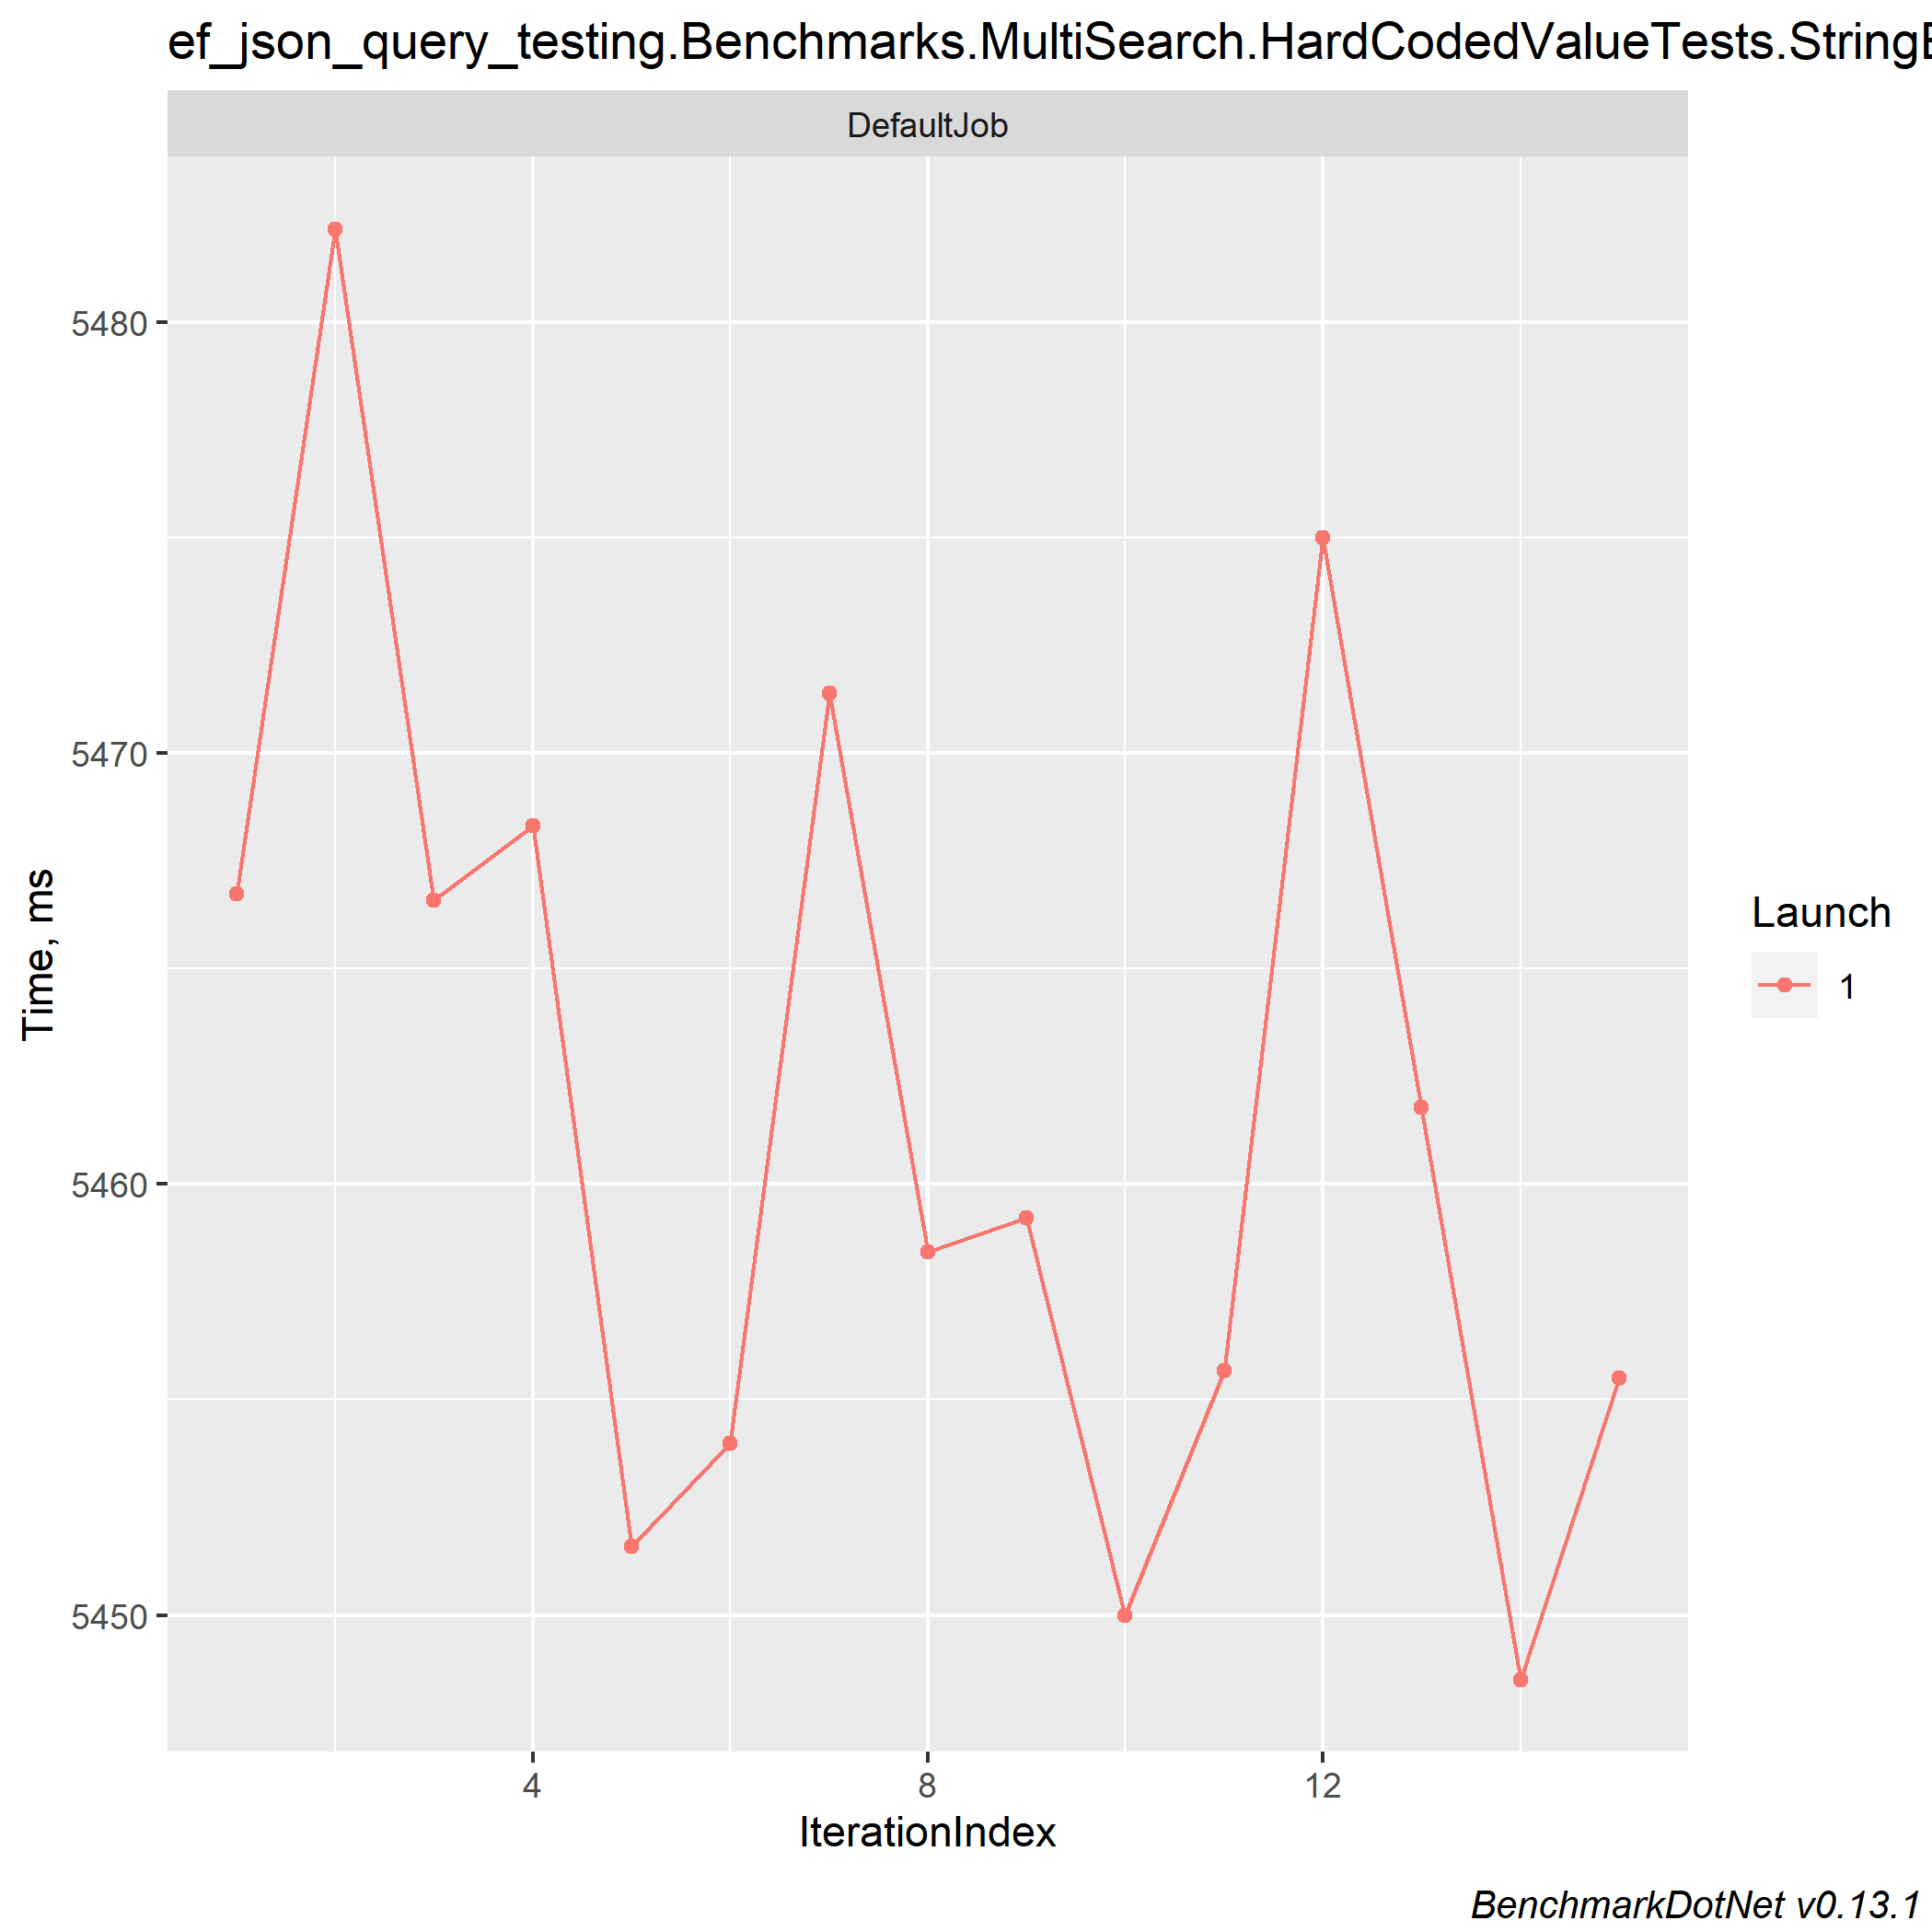 ef_json_query_testing.Benchmarks.MultiSearch.HardCodedValueTests.String
DefaultJob
5480
5470
5460
5450
Time, ms
4 8 12
IterationIndex
Launch
1
BenchmarkDotNet v0.13.1